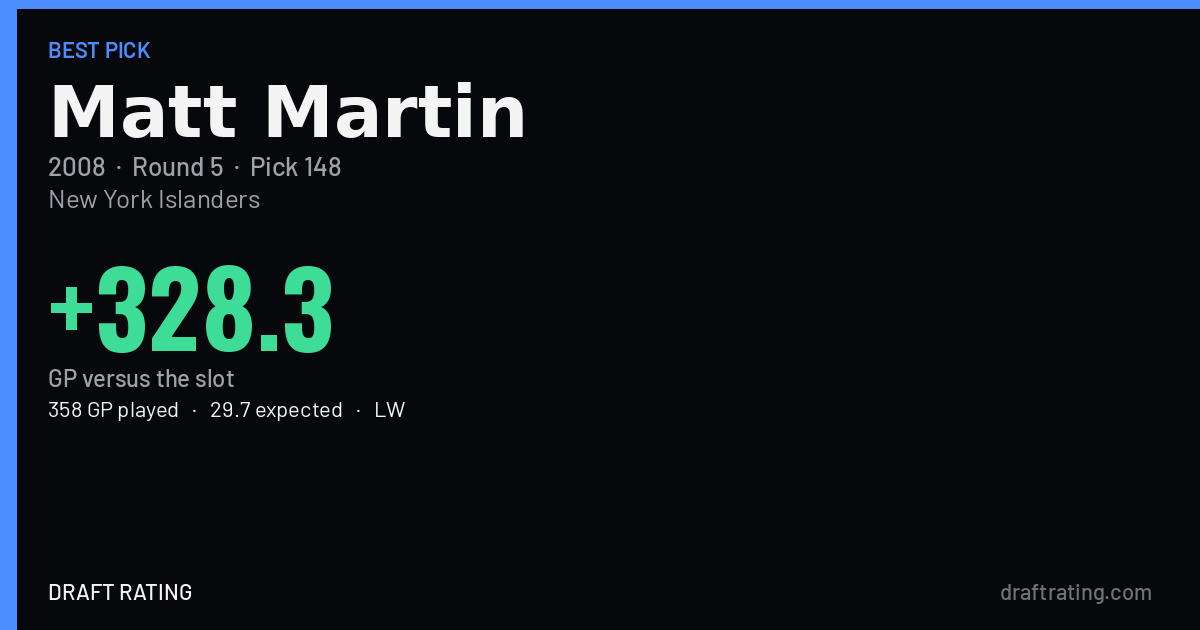 BEST PICK
Matt Martin
2008 · Round 5 · Pick 148
New York Islanders
+328.3
GP versus the slot
358 GP played · 29.7 expected · LW
DRAFT RATING
draftrating.com